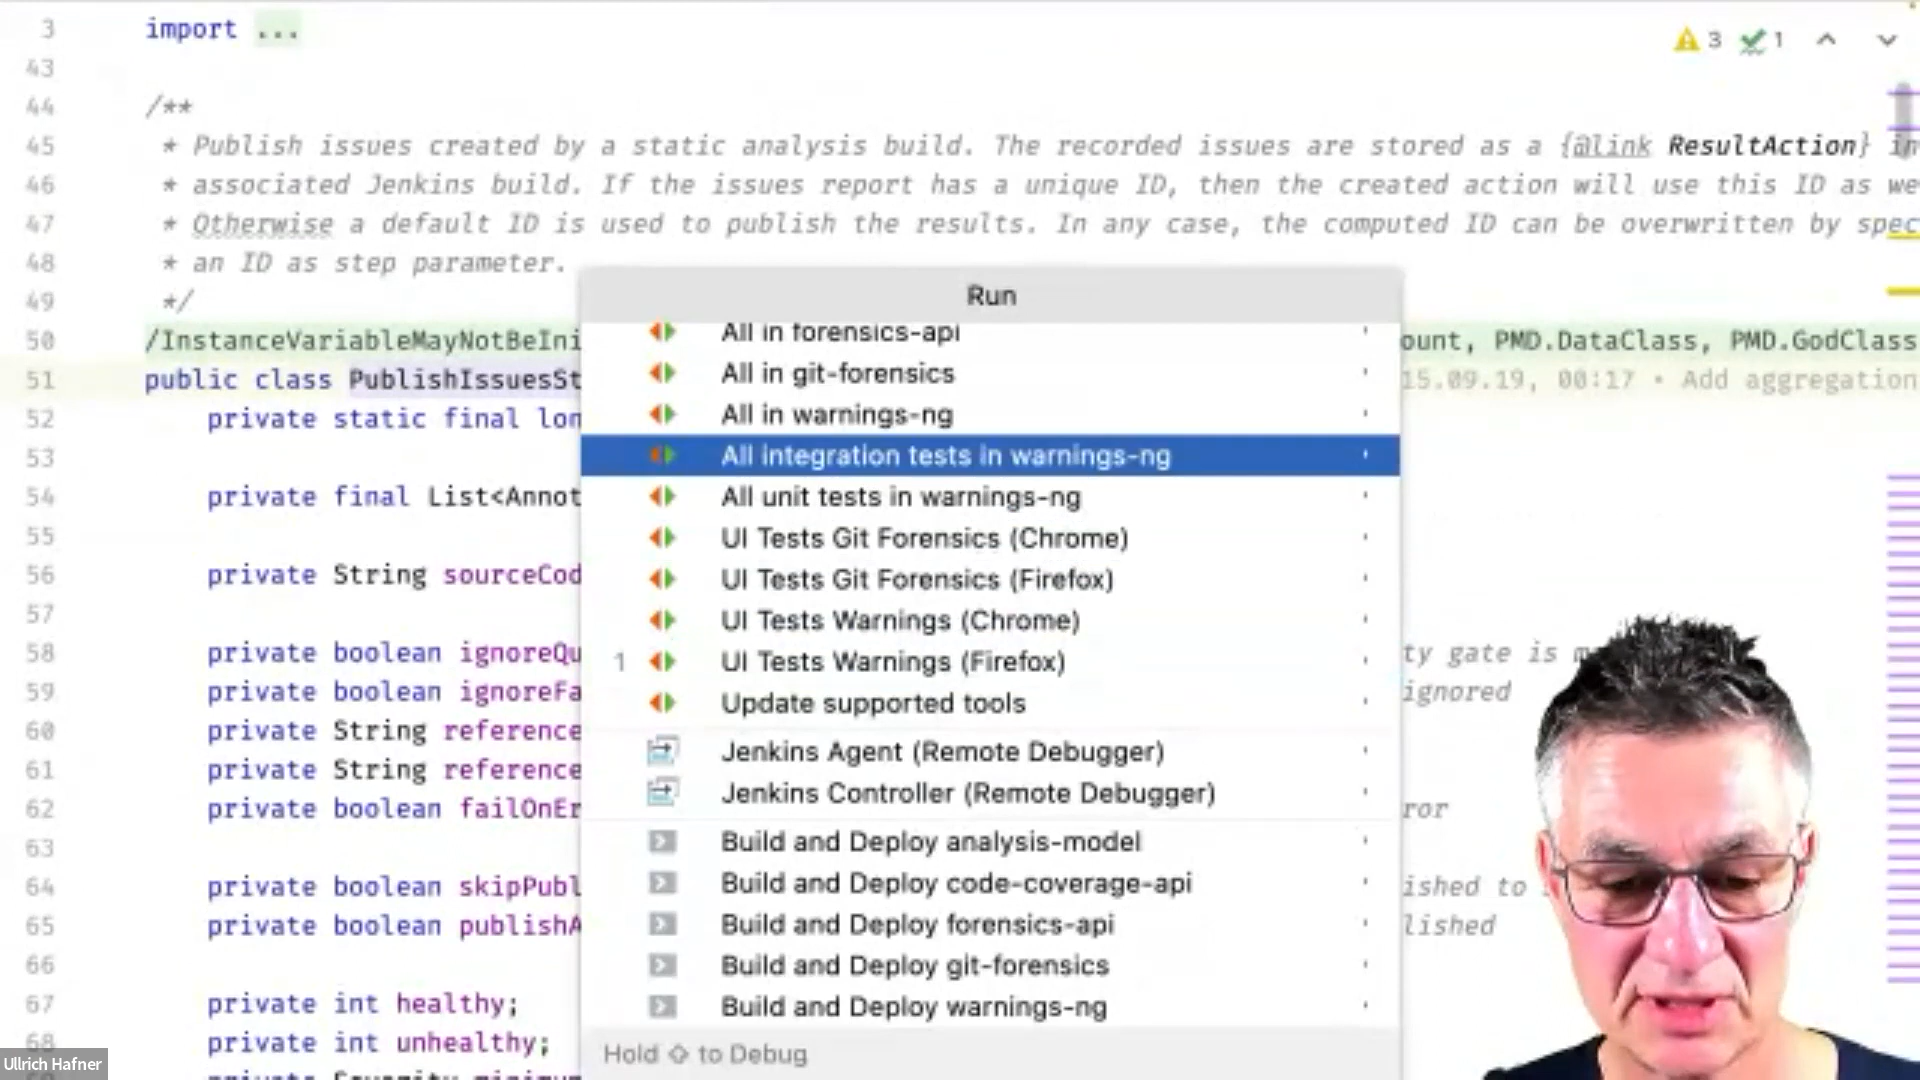 3 import ...
3 1
43
44 /**
45 * Publish issues created by a static analysis build. The recorded issues are stored as a {@link ResultAction} in
46 * associated Jenkins build. If the issues report has a unique ID, then the created action will use this ID as we
47 * Otherwise a default ID is used to publish the results. In any case, the computed ID can be overwritten by spec
48 * an ID as step parameter.
49 */
50 /InstanceVariableMayNotBeIni ount, PMD.DataClass, PMD.GodClass
51 public class PublishIssuesSt 15.09.19, 00:17 • Add aggregation
52 private static final lon
53
54 private final List<Annot
55
56 private String sourceCod
57
58 private boolean ignoreQu ty gate is
59 private boolean ignoreFa ignored
60 private String reference
61 private String reference
62 private boolean failOnEr ror
63
64 private boolean skipPubl ished to
65 private boolean publishA lished
66
67 private int healthy;
68 private int unhealthy;
Run
All in forensics-api
All in git-forensics
All in warnings-ng
All integration tests in warnings-ng
All unit tests in warnings-ng
UI Tests Git Forensics (Chrome)
UI Tests Git Forensics (Firefox)
UI Tests Warnings (Chrome)
1 UI Tests Warnings (Firefox)
Update supported tools
Jenkins Agent (Remote Debugger)
Jenkins Controller (Remote Debugger)
Build and Deploy analysis-model
Build and Deploy code-coverage-api
Build and Deploy forensics-api
Build and Deploy git-forensics
Build and Deploy warnings-ng
Hold ⇧ to Debug
Ullrich Hafner